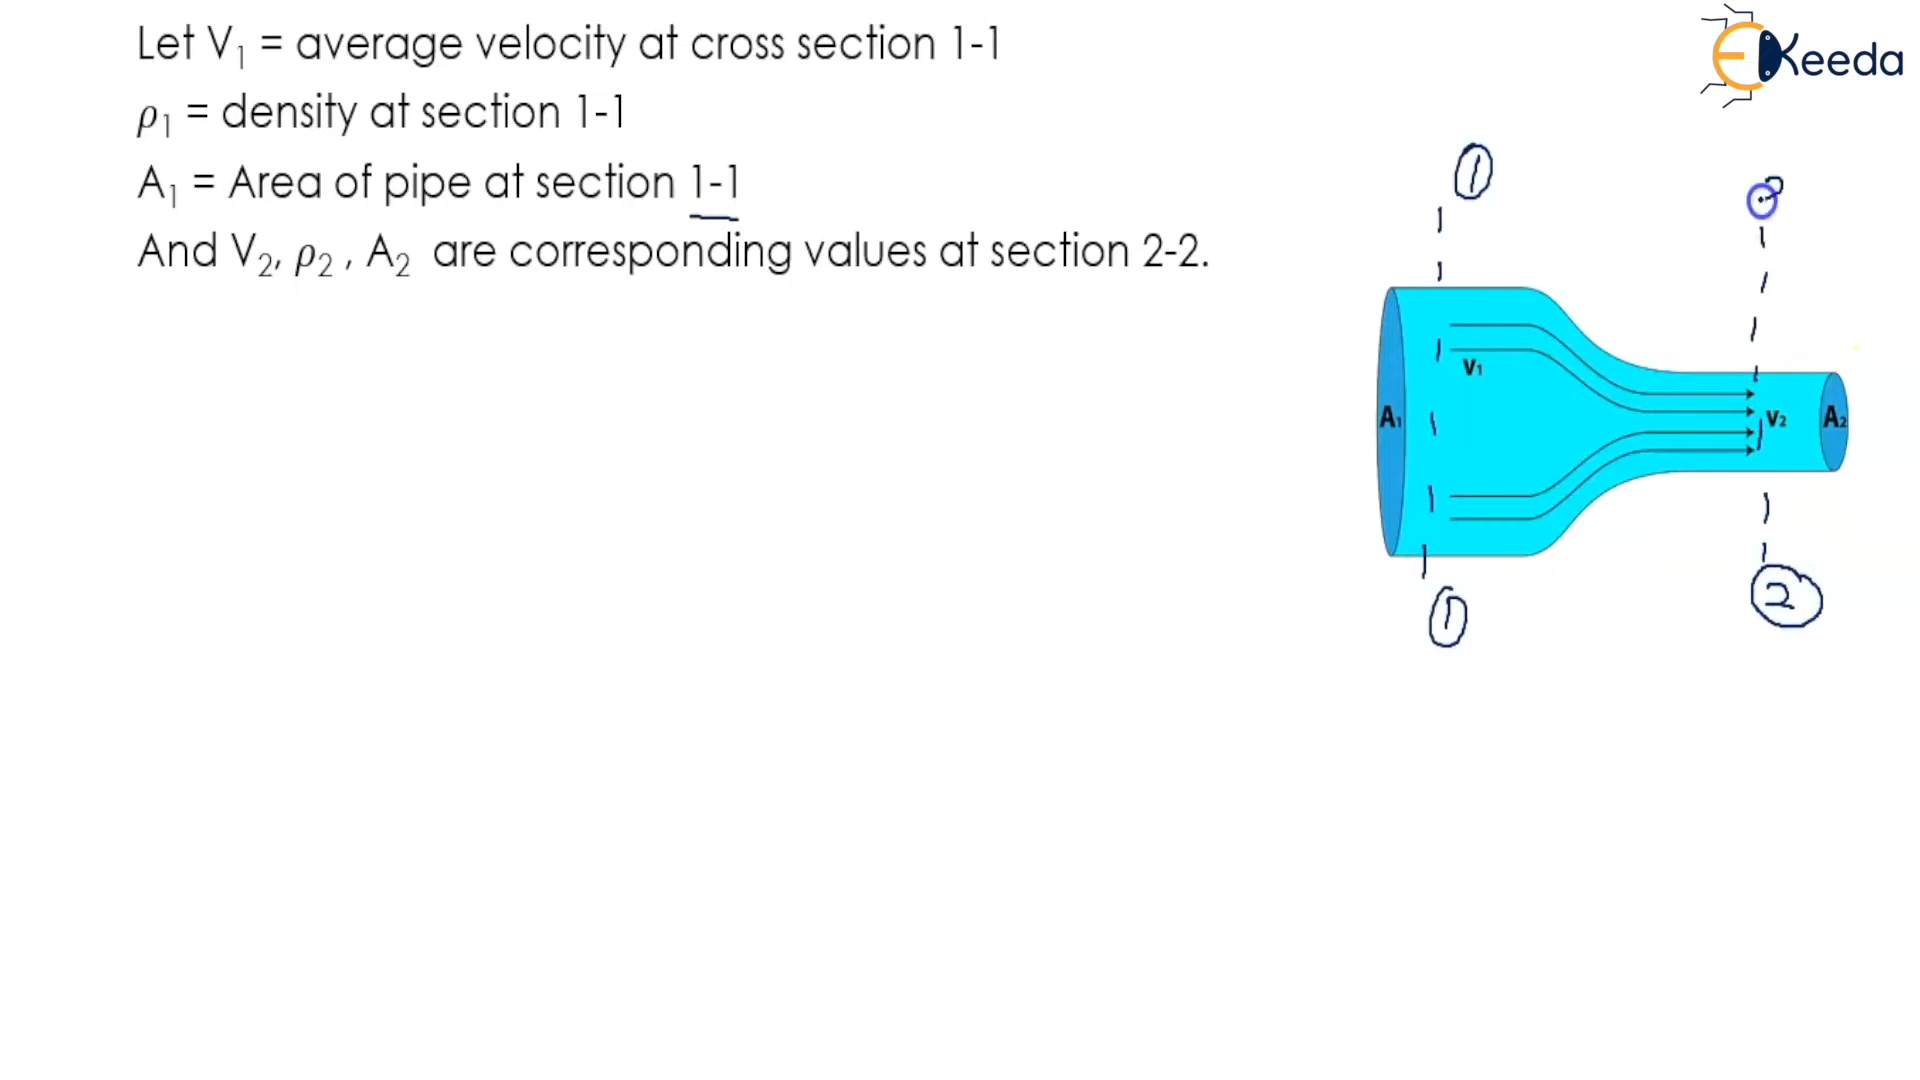 Let V₁ = average velocity at cross section 1-1
ρ₁ = density at section 1-1
A₁ = Area of pipe at section 1-1
And V₂, ρ₂ , A₂ are corresponding values at section 2-2.
EKeeda
1
V₁
A₁
V₂
A₂
1
2